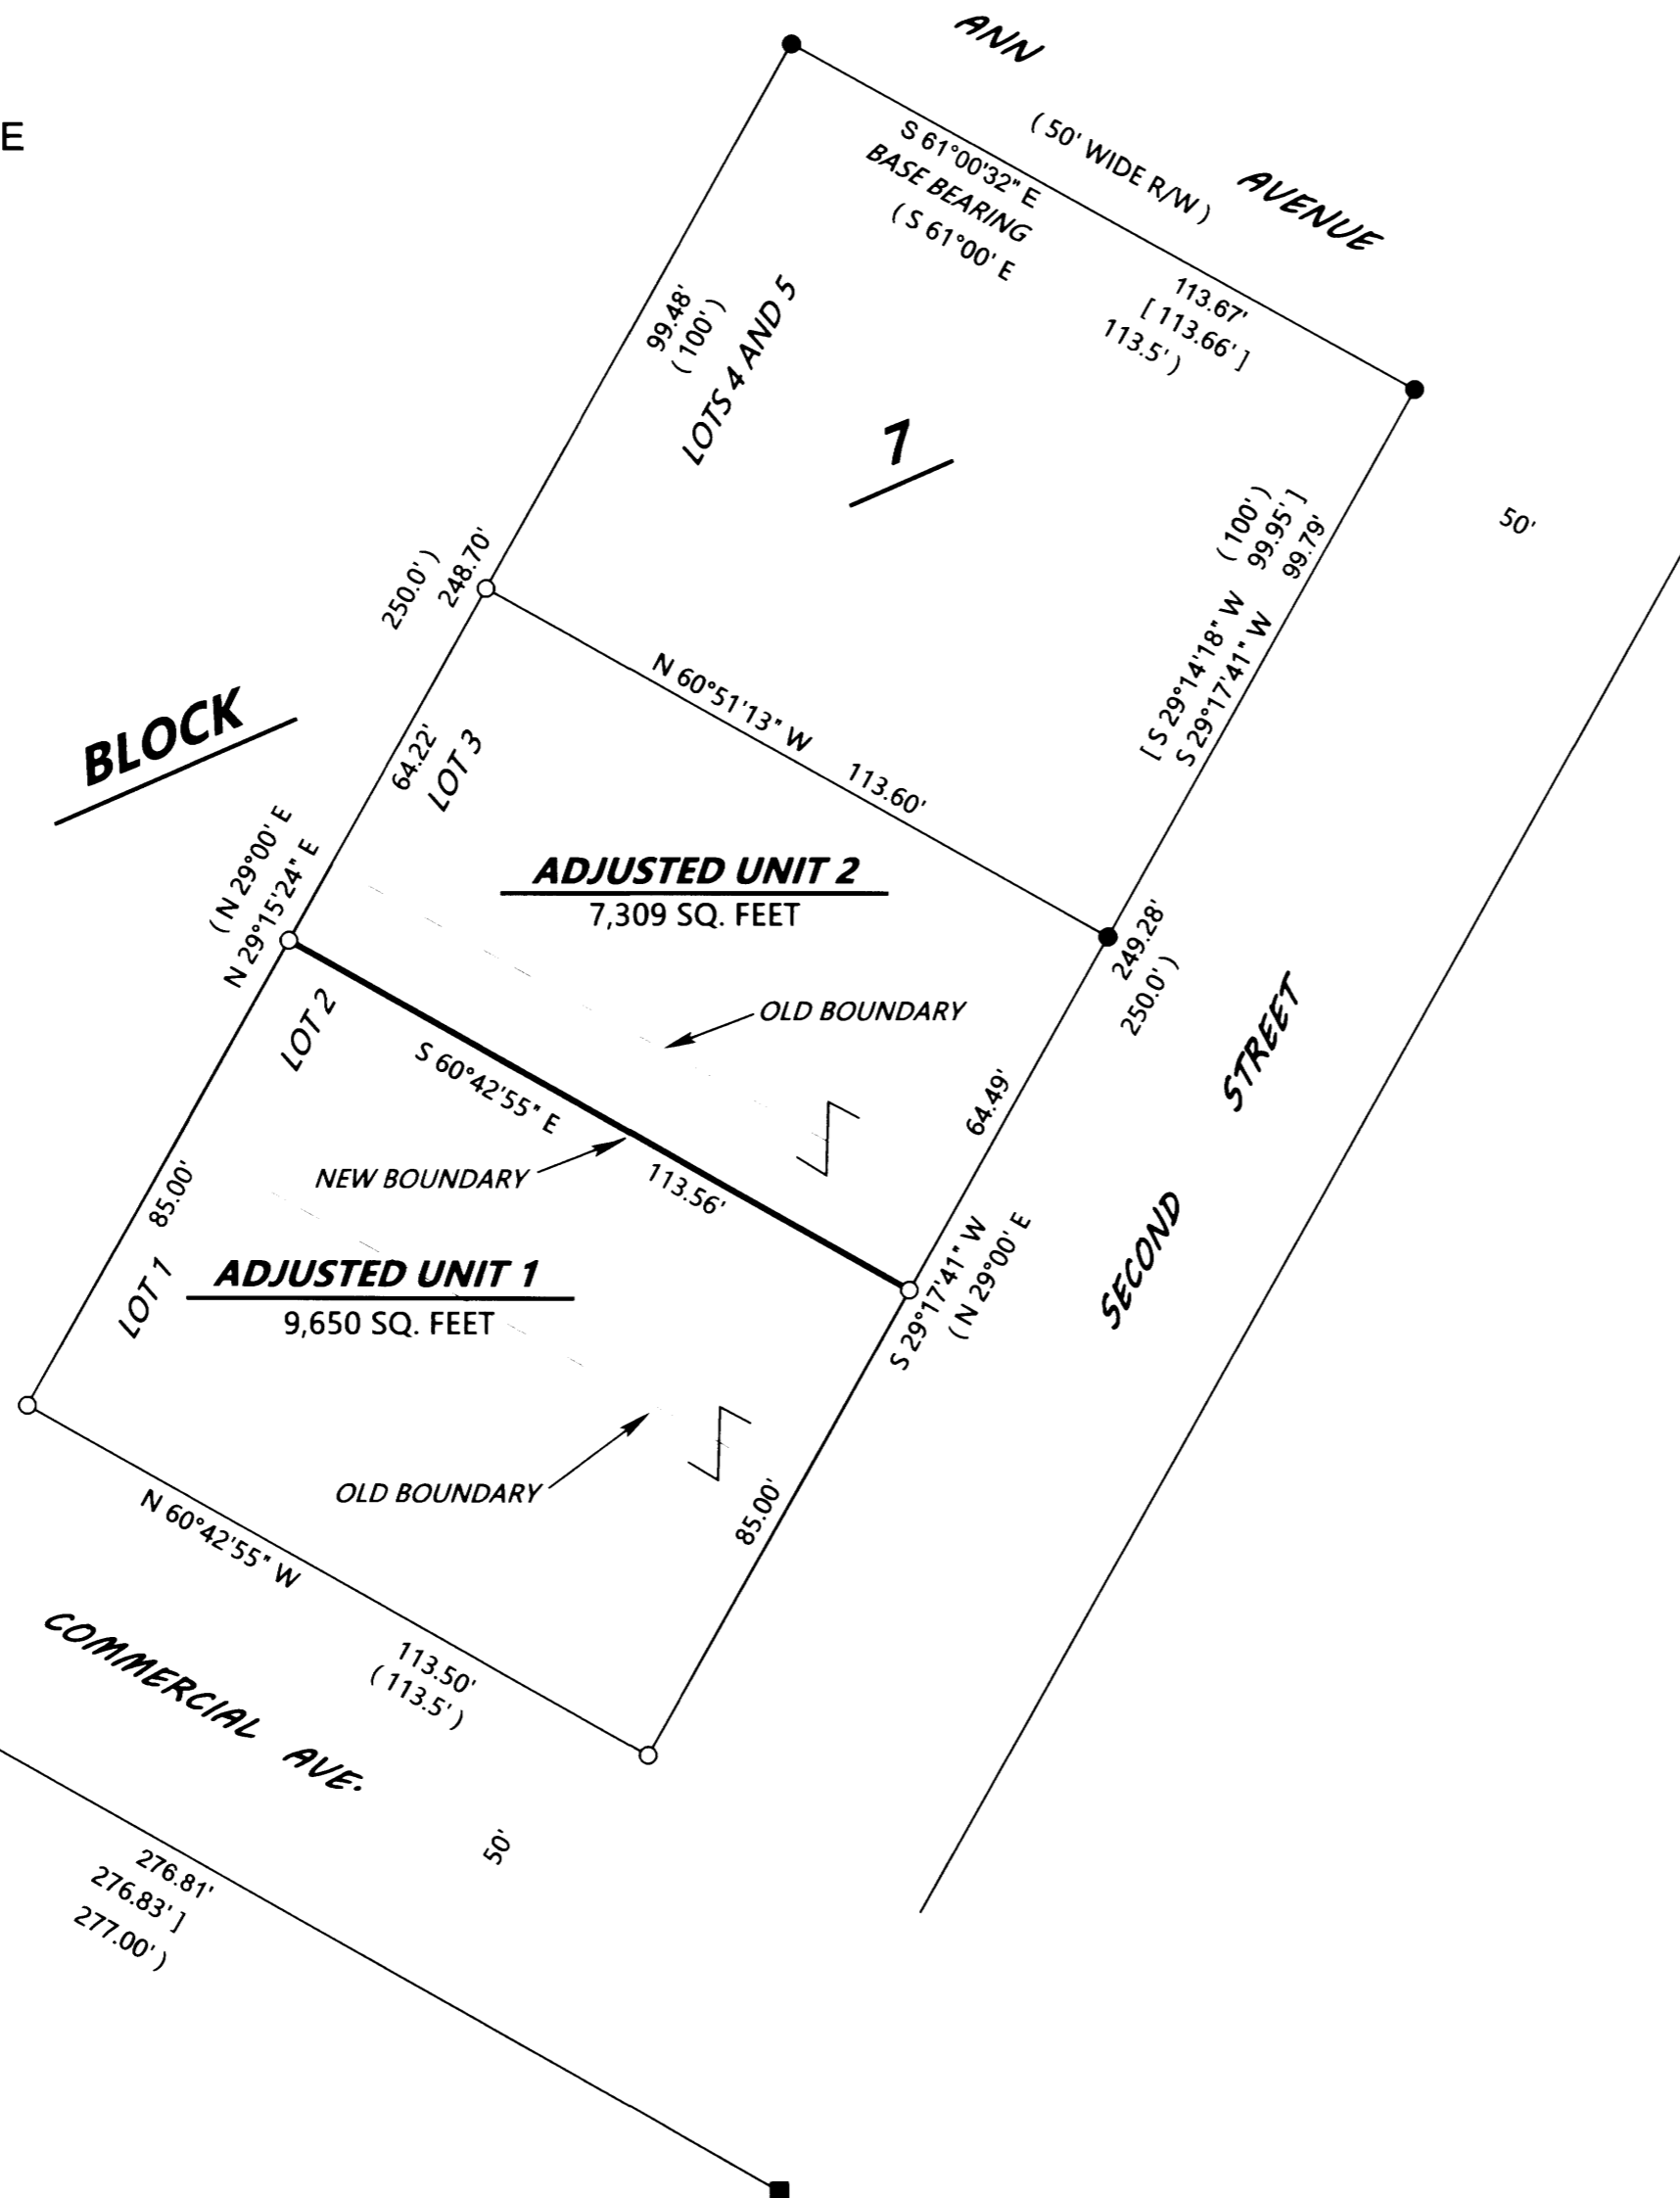 ANN
AVENUE
E
( 50' WIDE R/W )
S 61°00'32" E
BASE BEARING
( S 61°00' E
113.67'
[ 113.66' ]
113.5' )
99.48'
( 100' )
LOTS 4 AND 5
1
50'
( 100' )
99.95' ]
99.79'
[ S 29°14'18" W
S 29°17'41" W
250.0' )
248.70'
N 60°51'13" W
113.60'
BLOCK
64.22'
LOT 3
( N 29°00' E
N 29°15'24" E
ADJUSTED UNIT 2
7,309 SQ. FEET
249.28'
250.0' )
OLD BOUNDARY
LOT 2
S 60°42'55" E
NEW BOUNDARY
113.56'
64.49'
STREET
SECOND
85.00'
LOT 1
ADJUSTED UNIT 1
9,650 SQ. FEET
S 29°17'41" W
( N 29°00' E
OLD BOUNDARY
85.00'
N 60°42'55" W
113.50'
( 113.5' )
COMMERCIAL AVE.
50'
276.81'
276.83' ]
277.00' )